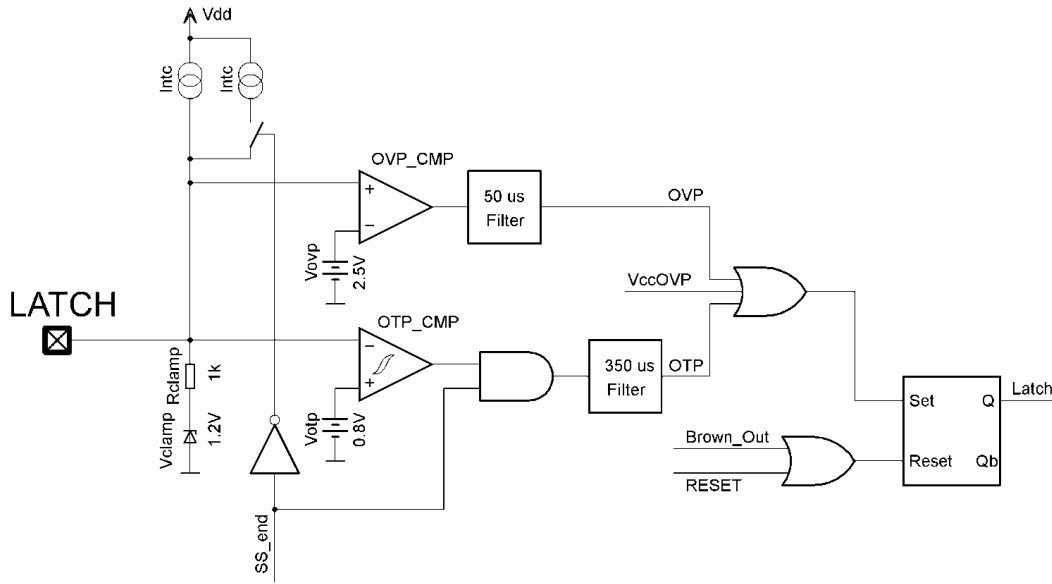 Vdd
Intc
Intc
OVP_CMP
+
−
50 us
Filter
OVP
Vovp
2.5V
VccOVP
LATCH
OTP_CMP
−
+
350 us
Filter
OTP
Rclamp
1k
Vclamp
1.2V
Votp
0.8V
Set
Q
Latch
Brown_Out
Reset
Qb
RESET
SS_end